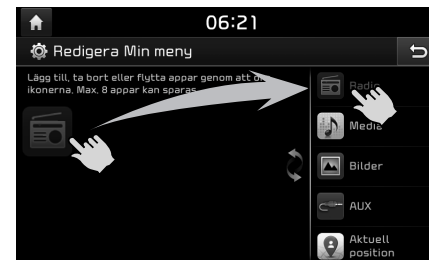 06:21
Redigera Min meny
Lägg till, ta bort eller flytta appar genom att
ikonerna. Max. 8 appar kan sparas.
Radio
Media
Bilder
AUX
Aktuell
position